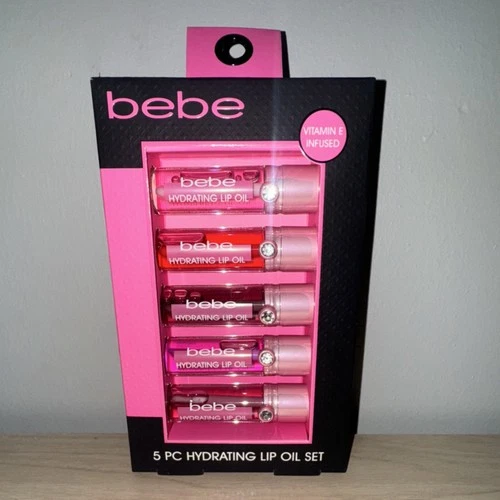 bebe
VITAMIN E
INFUSED
bebe
HYDRATING LIP OIL
bebe
HYDRATING LIP OIL
bebe
HYDRATING LIP OIL
bebe
HYDRATING LIP OIL
bebe
HYDRATING LIP OIL
5 PC HYDRATING LIP OIL SET